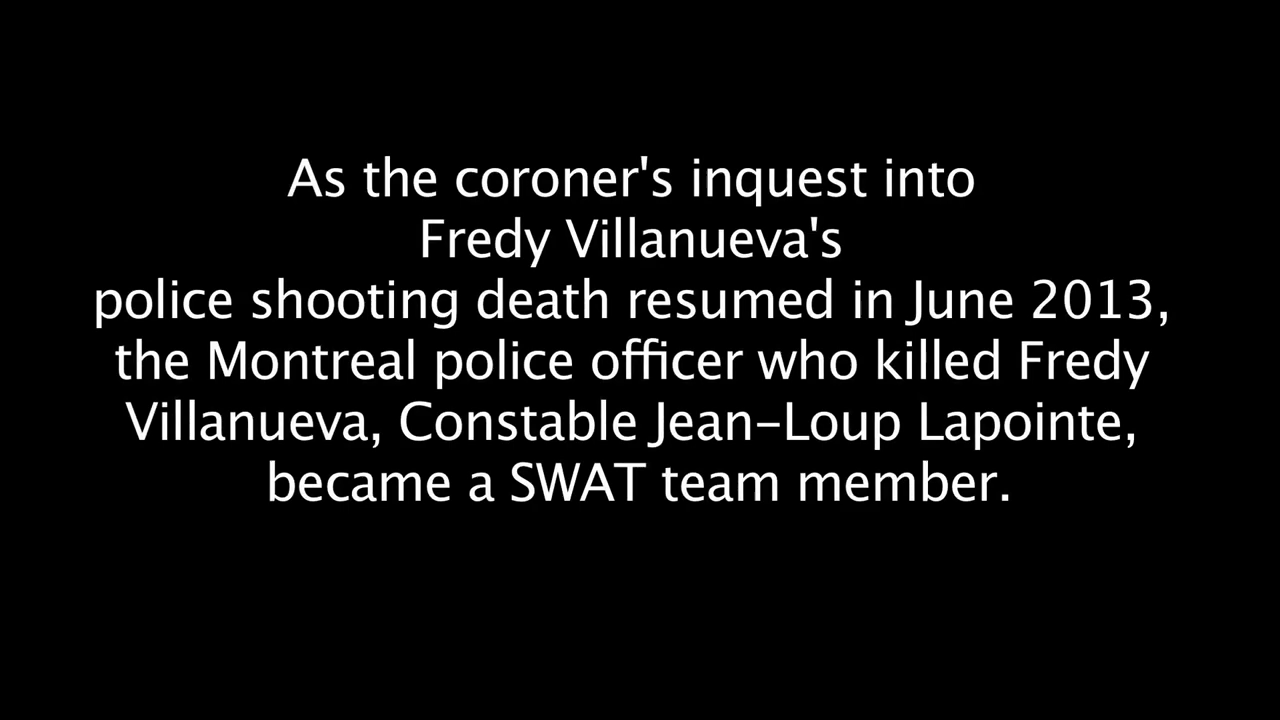 As the coroner's inquest into
Fredy Villanueva's
police shooting death resumed in June 2013,
the Montreal police officer who killed Fredy
Villanueva, Constable Jean-Loup Lapointe,
became a SWAT team member.